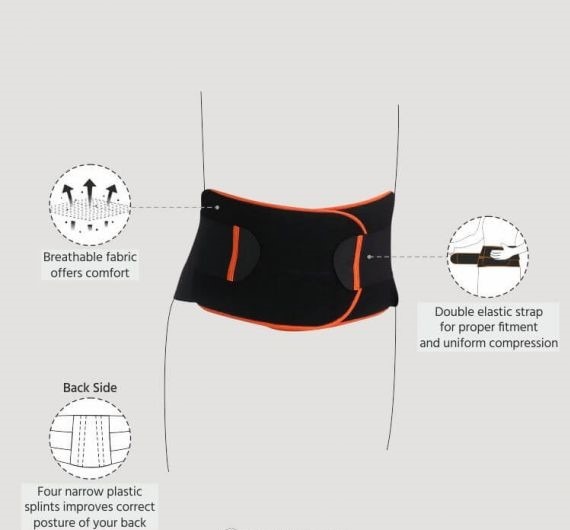 Breathable fabric
offers comfort
Double elastic strap
for proper fitment
and uniform compression
Back Side
Four narrow plastic
splints improves correct
posture of your back